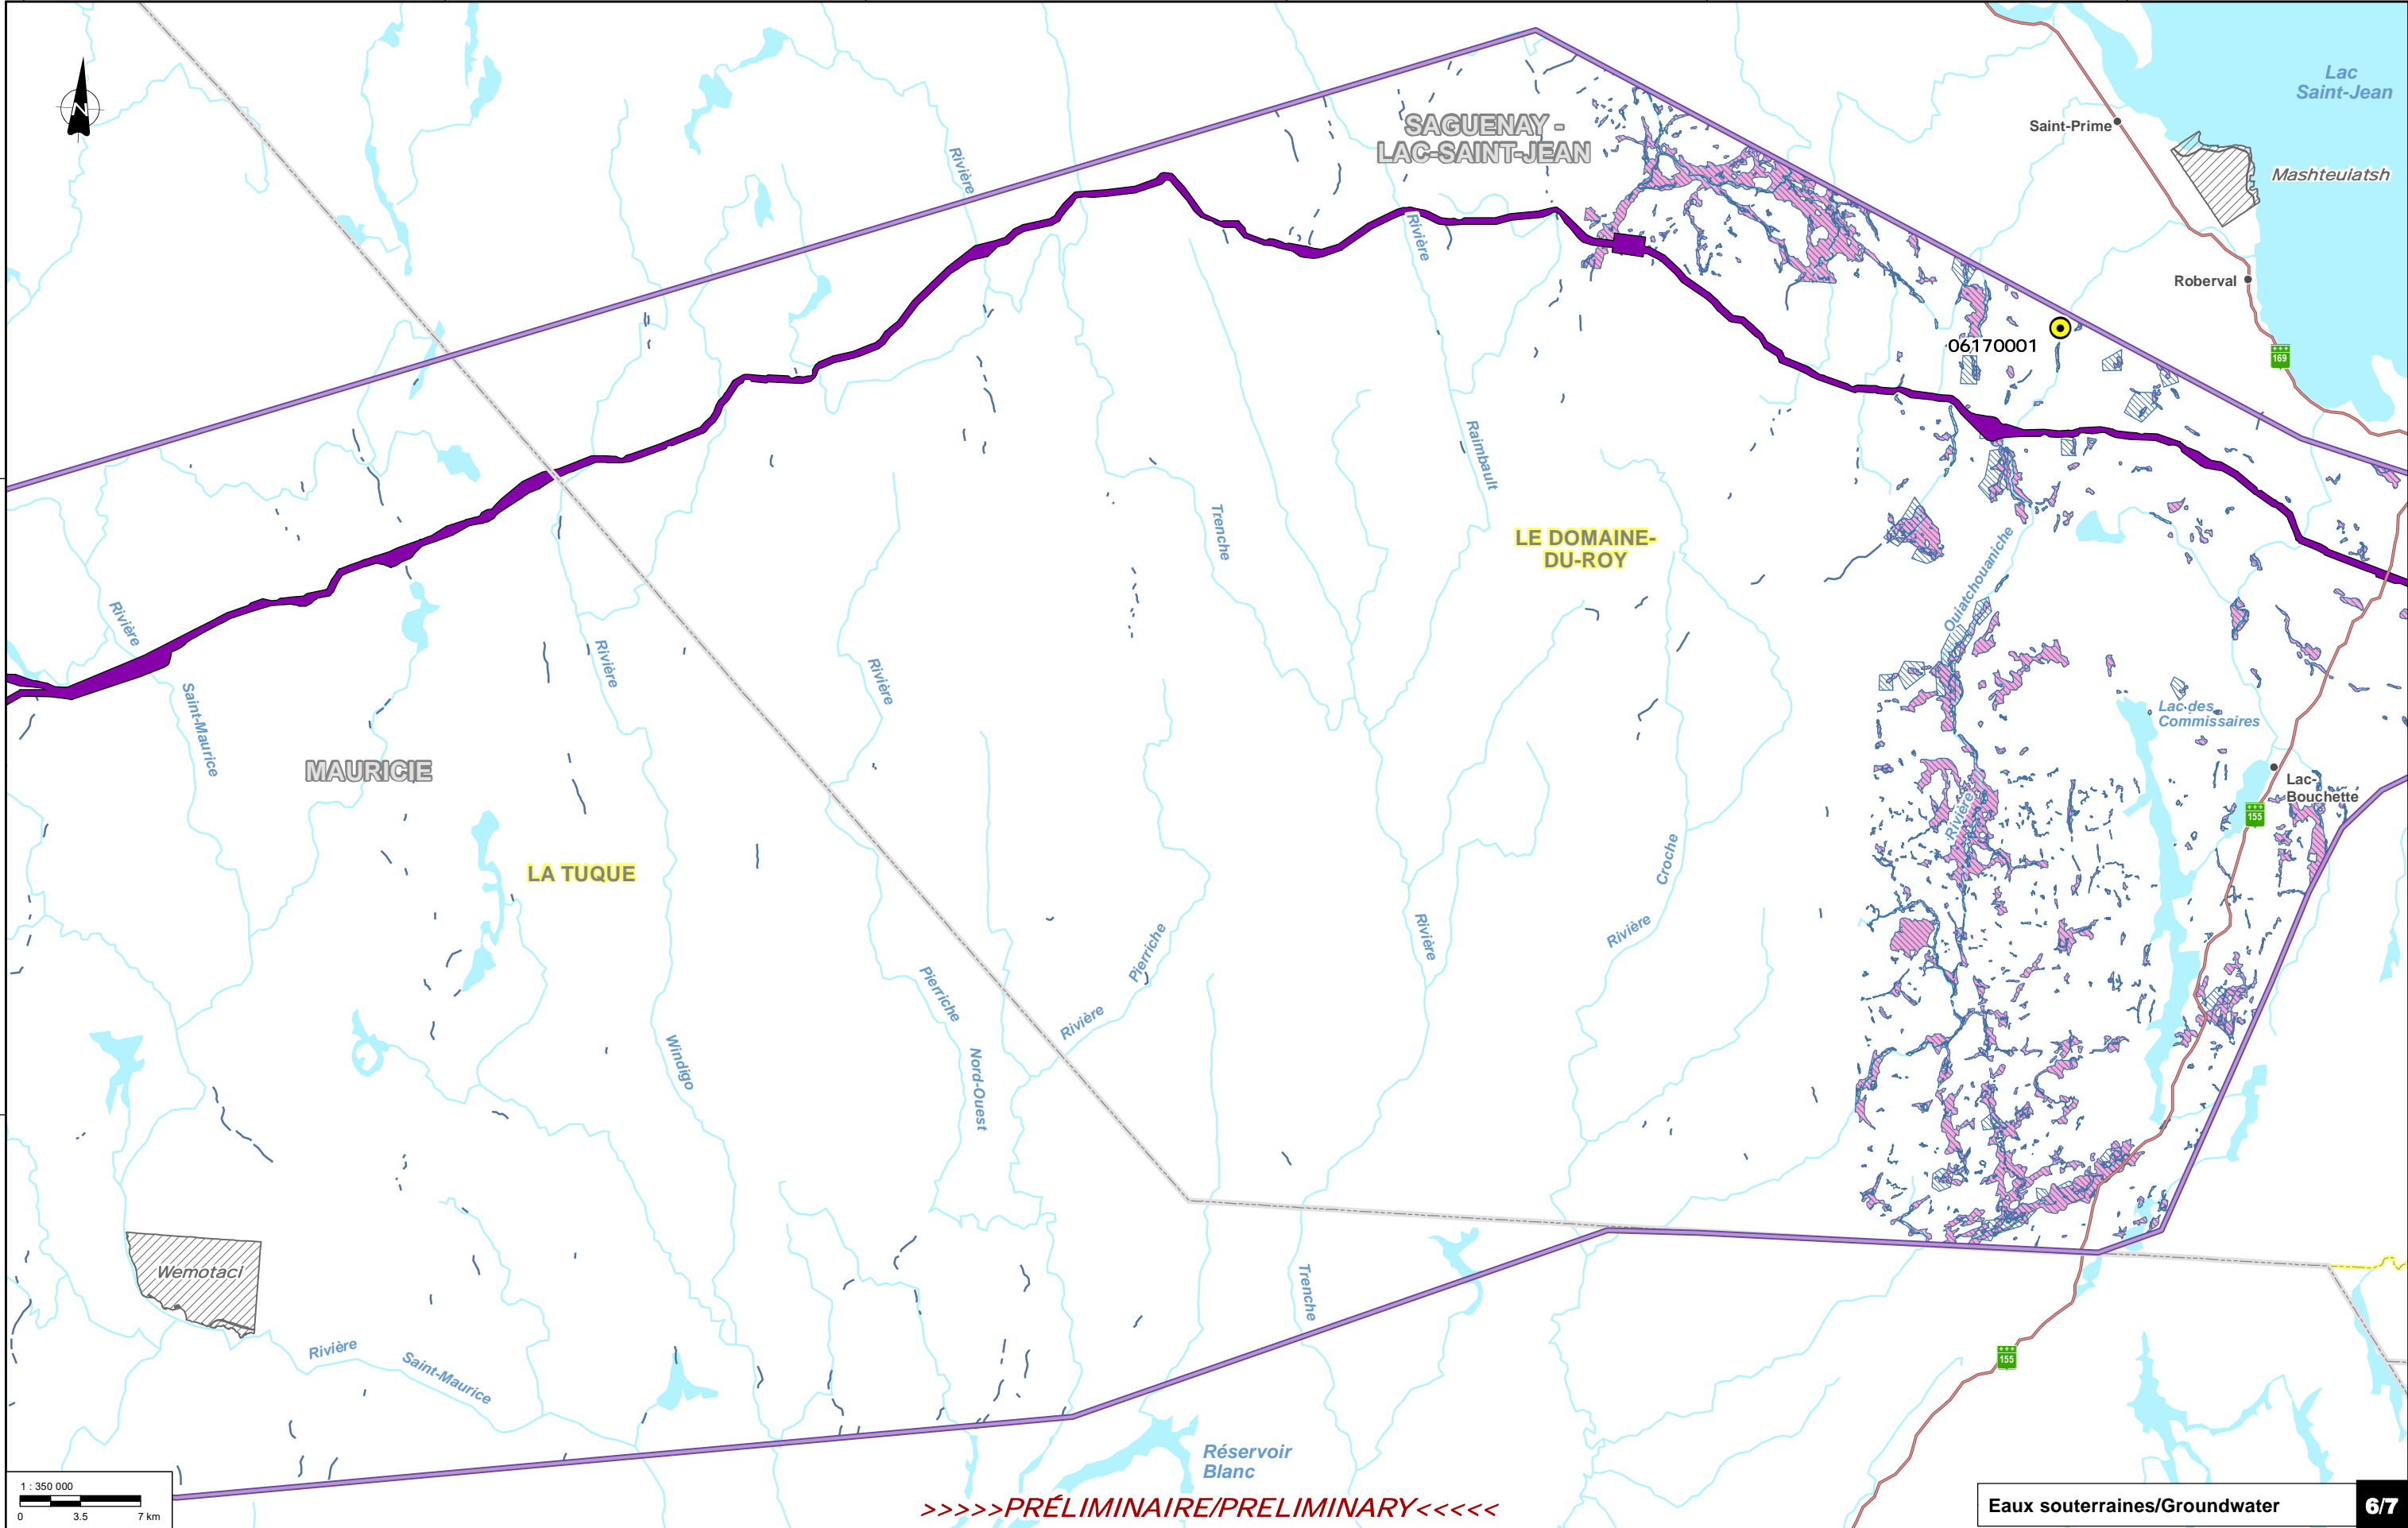 N
Lac
Saint-Jean
SAGUENAY -
LAC-SAINT-JEAN
Saint-Prime
Mashteuiatsh
Rivière
Rivière
Roberval
06170001
169
Raimbault
Trenche
LE DOMAINE-
DU-ROY
Ouiatchouaniche
Rivière
Rivière
Rivière
Saint-Maurice
Lac des
Commissaires
MAURICIE
Lac-
Bouchette
155
Rivière
LA TUQUE
Croche
Rivière
Rivière
Pierriche
Pierriche
Rivière
Windigo
Nord-Ouest
Wemotaci
Trenche
Rivière
Saint-Maurice
155
Réservoir
Blanc
1 : 350 000
0 3.5 7 km
>>>>>PRÉLIMINAIRE/PRELIMINARY<<<<<
Eaux souterraines/Groundwater 6/7